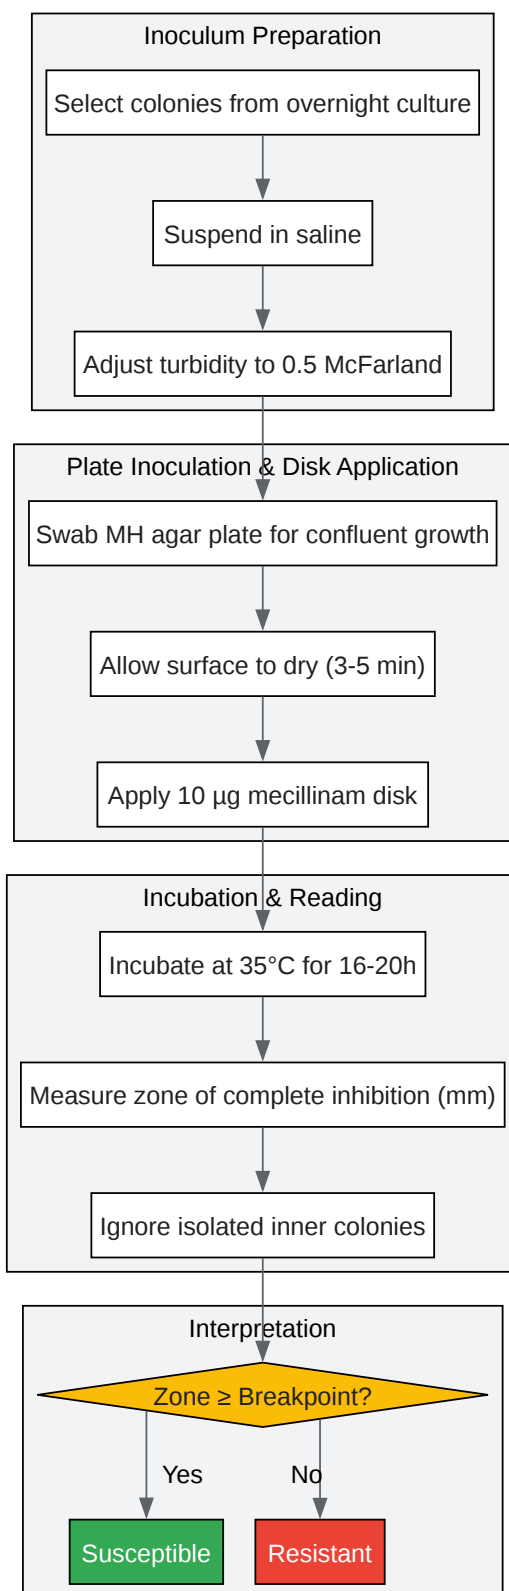 Inoculum Preparation
Select colonies from overnight culture
Suspend in saline
Adjust turbidity to 0.5 McFarland
Plate Inoculation & Disk Application
Swab MH agar plate for confluent growth
Allow surface to dry (3-5 min)
Apply 10 µg mecillinam disk
Incubation & Reading
Incubate at 35°C for 16-20h
Measure zone of complete inhibition (mm)
Ignore isolated inner colonies
Interpretation
Zone ≥ Breakpoint?
Yes
No
Susceptible
Resistant